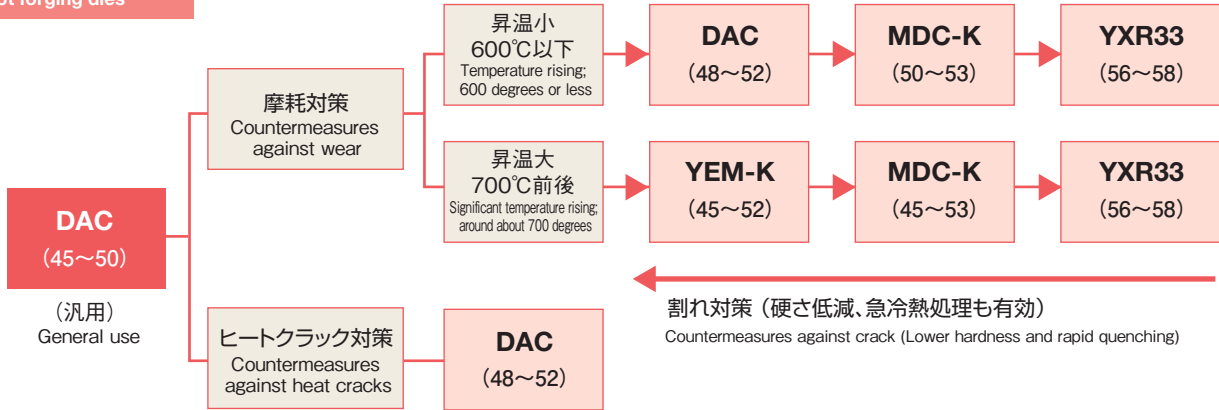 ot forging dies
昇温小
600℃以下
Temperature rising;
600 degrees or less
DAC
（48～52）
MDC-K
（50～53）
YXR33
（56～58）
摩耗対策
Countermeasures
against wear
昇温大
700℃前後
Significant temperature rising;
around about 700 degrees
YEM-K
（45～52）
MDC-K
（45～53）
YXR33
（56～58）
DAC
（45～50）
（汎用）
General use
割れ対策（硬さ低減、急冷熱処理も有効）
Countermeasures against crack (Lower hardness and rapid quenching)
ヒートクラック対策
Countermeasures
against heat cracks
DAC
（48～52）